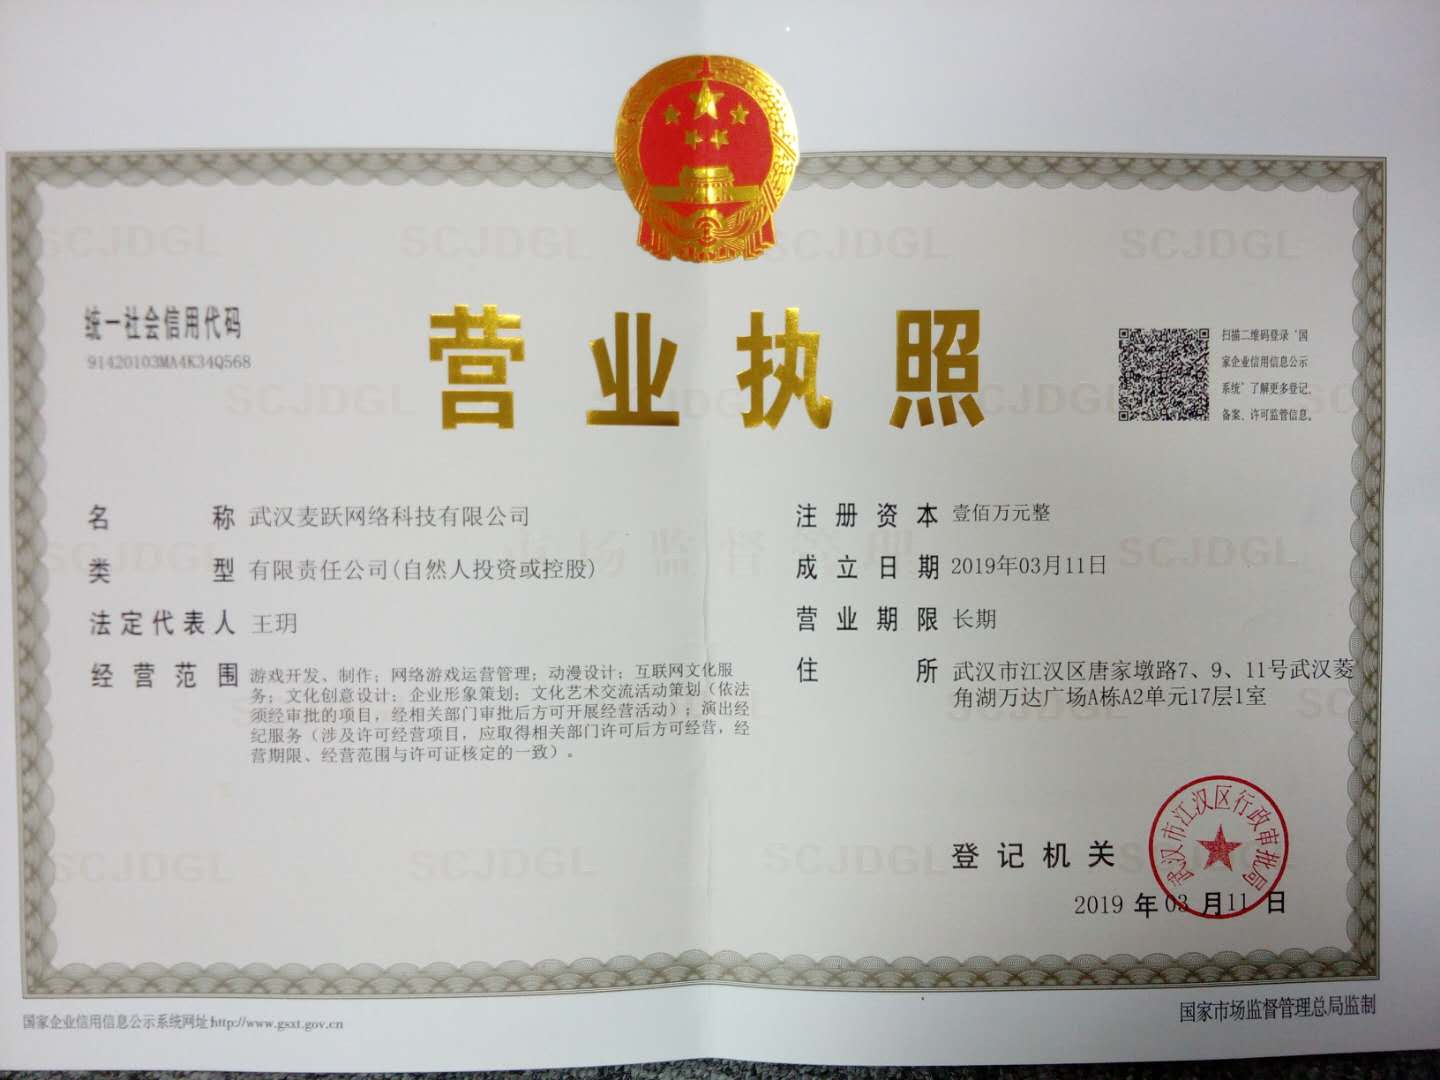 统一社会信用代码
91420103MA4K34Q568
营业执照
扫描二维码登录‘国
家企业信用信息公示
系统’了解更多登记、
备案、许可监管信息。
名称 武汉麦跃网络科技有限公司
类型 有限责任公司(自然人投资或控股)
法定代表人 王玥
经营范围 游戏开发、制作；网络游戏运营管理；动漫设计；互联网文化服
务；文化创意设计；企业形象策划；文化艺术交流活动策划（依法
须经审批的项目，经相关部门审批后方可开展经营活动）；演出经
纪服务（涉及许可经营项目，应取得相关部门许可后方可经营，经
营期限、经营范围与许可证核定的一致）。
注册资本 壹佰万元整
成立日期 2019年03月11日
营业期限 长期
住所 武汉市江汉区唐家墩路7、9、11号武汉菱
角湖万达广场A栋A2单元17层1室
登记机关
武汉市江汉区行政审批局
2019 年 03 月 11 日
国家企业信用信息公示系统网址:http://www.gsxt.gov.cn
国家市场监督管理总局监制
SCJDGL
市场监督管理